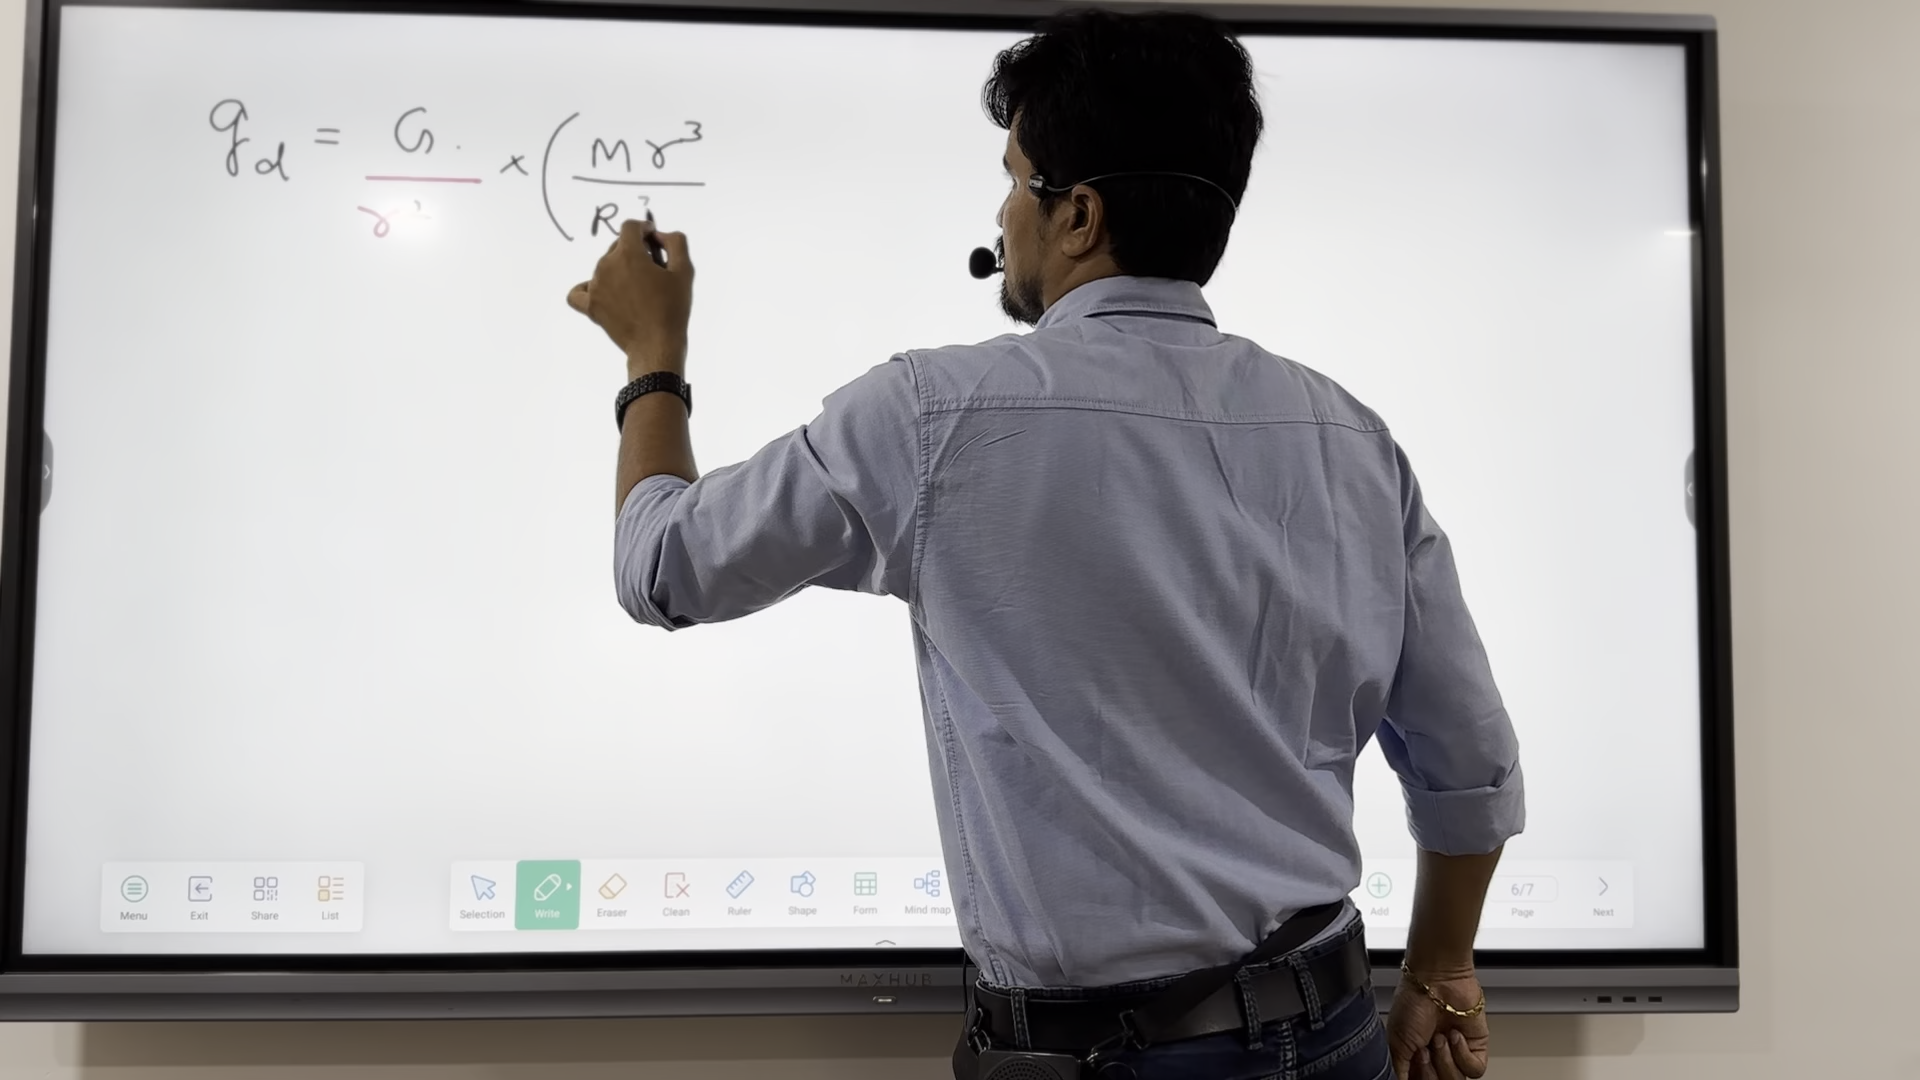 g_d = G. / r² × ( M r³ / R³
Menu Exit Share List Selection Write Eraser Clean Ruler Shape Form Mind map Add 6/7 Page Next
MAXHUB